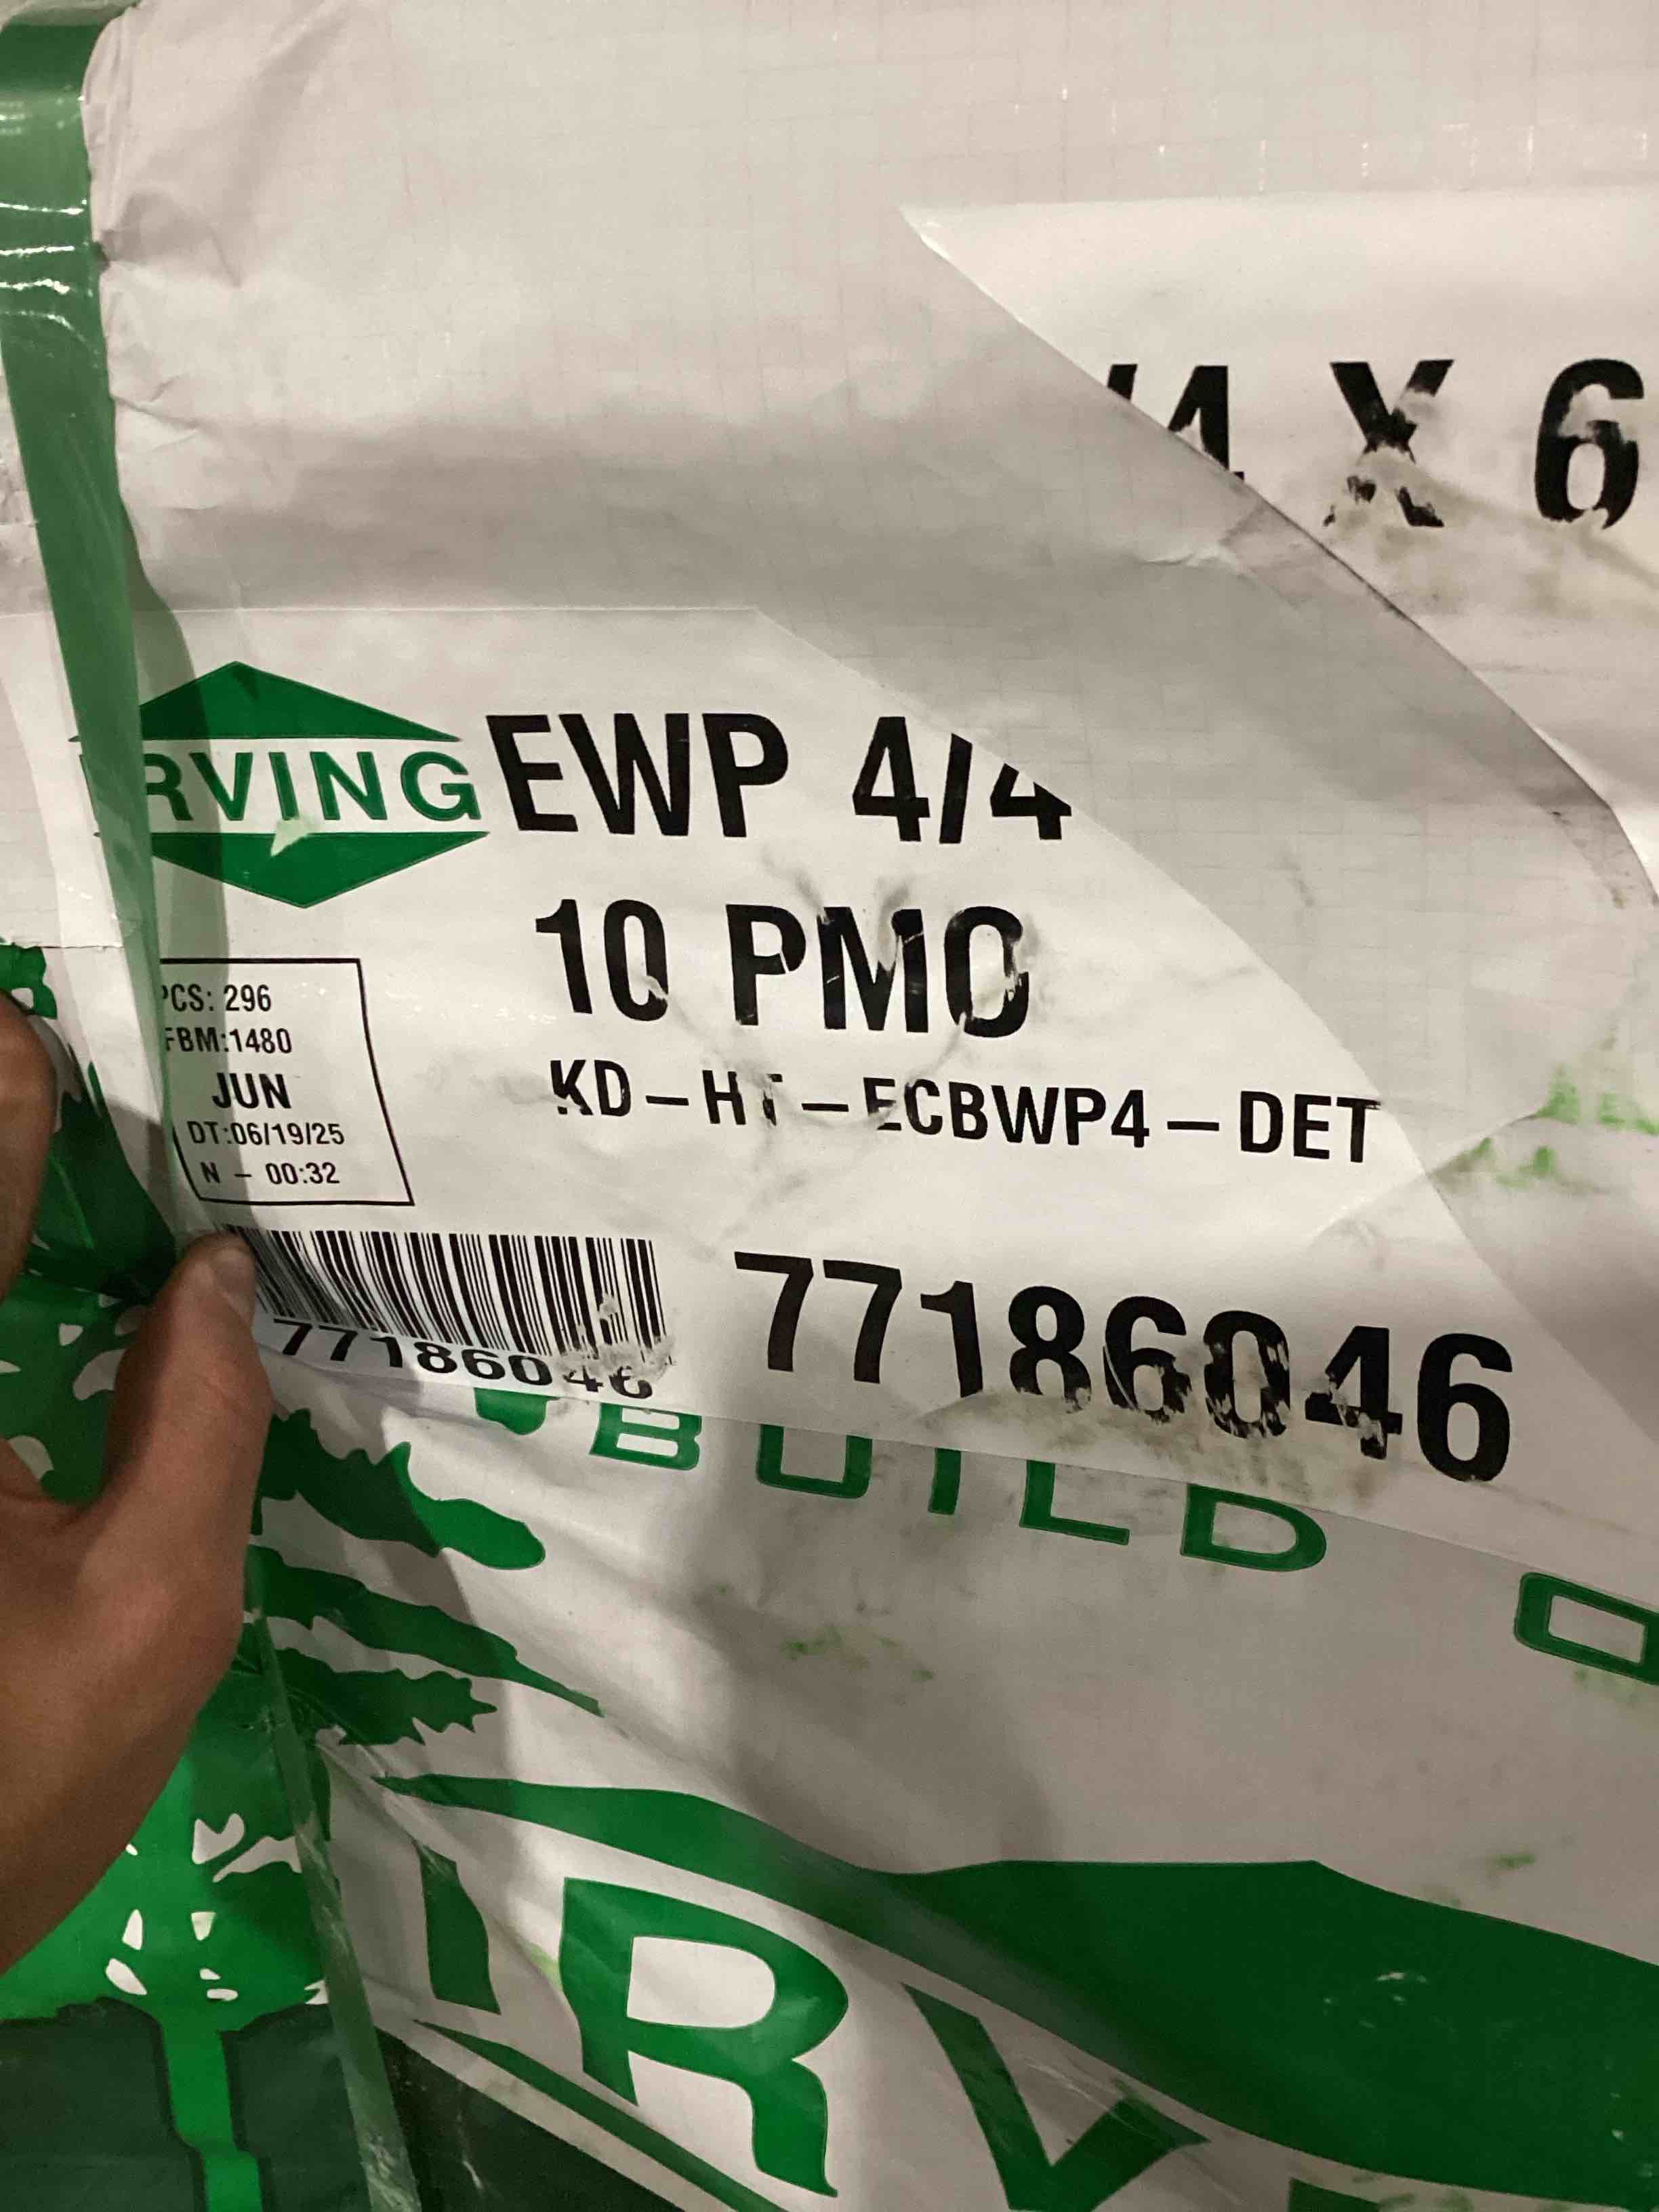 /4 X 6
IRVING
EWP 4/4
10 PMO
KD-HT-ECBWP4-DET
PCS: 296
FBM:1480
JUN
DT:06/19/25
N - 00:32
77186046
77186046
BUILD
IRV